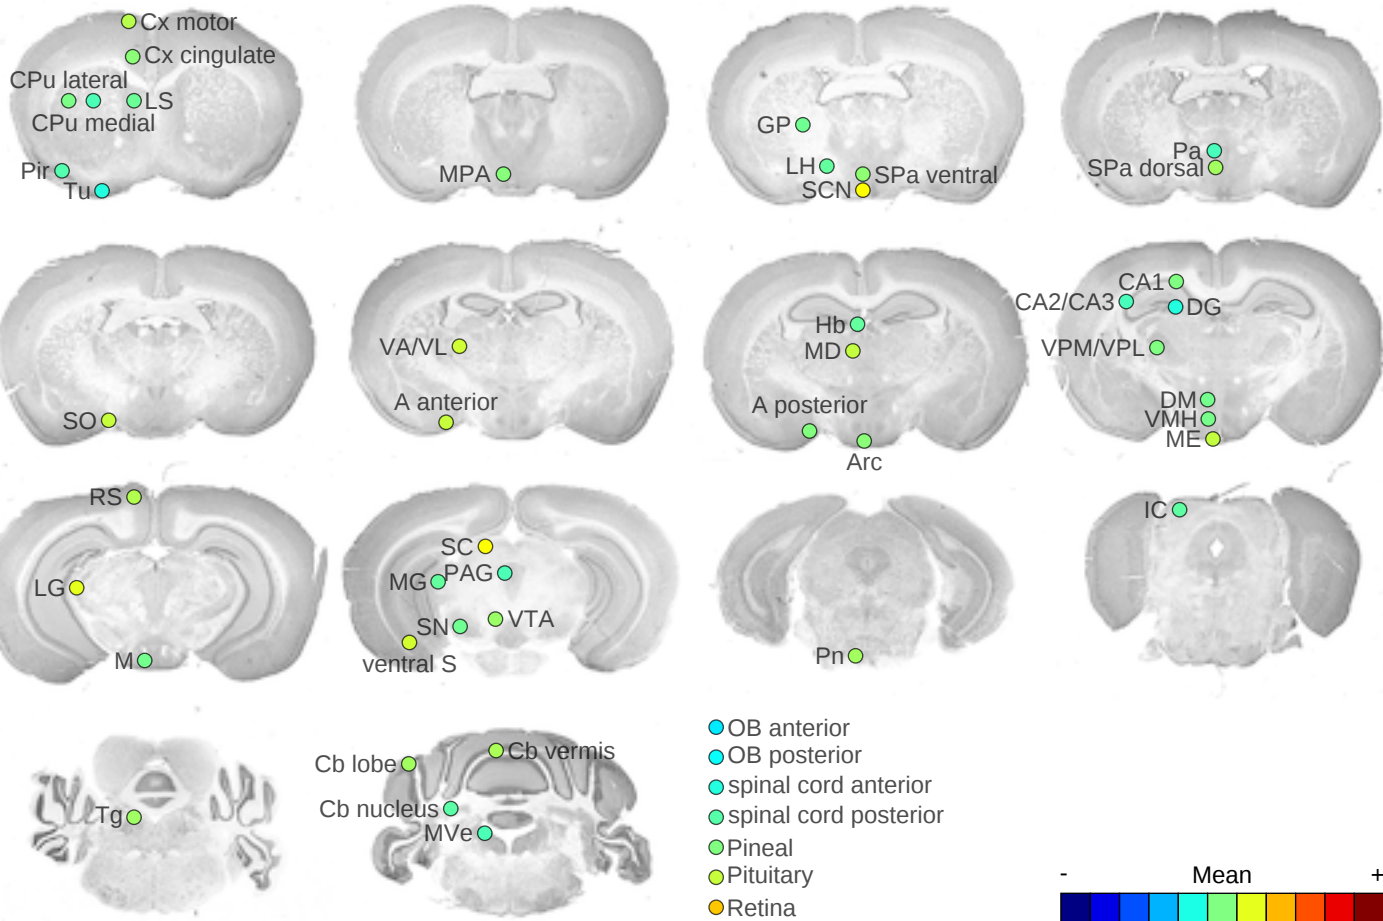 Cx motor
Cx cingulate
CPu lateral
LS
CPu medial
Pir
Tu
MPA
GP
LH
SPa ventral
SCN
Pa
SPa dorsal
SO
VA/VL
A anterior
Hb
MD
A posterior
Arc
CA1
CA2/CA3
DG
VPM/VPL
DM
VMH
ME
RS
LG
M
SC
PAG
MG
SN
VTA
ventral S
Pn
IC
Tg
Cb vermis
Cb lobe
Cb nucleus
MVe
OB anterior
OB posterior
spinal cord anterior
spinal cord posterior
Pineal
Pituitary
Retina
- Mean +